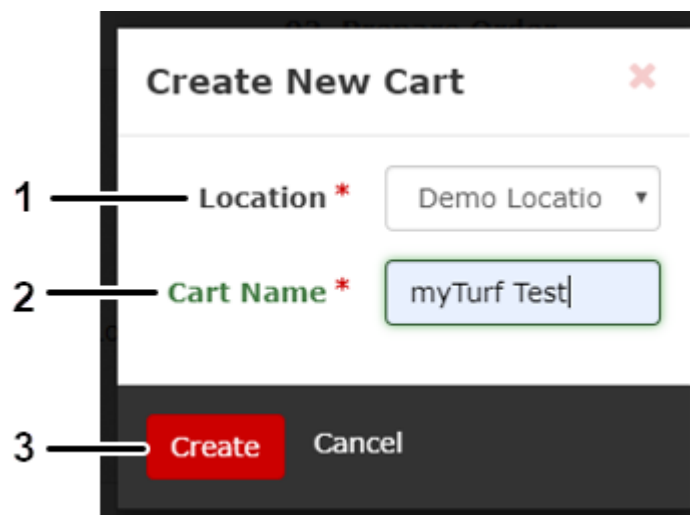 Create New Cart ×
1 Location * Demo Locatio
2 Cart Name * myTurf Test
3 Create Cancel